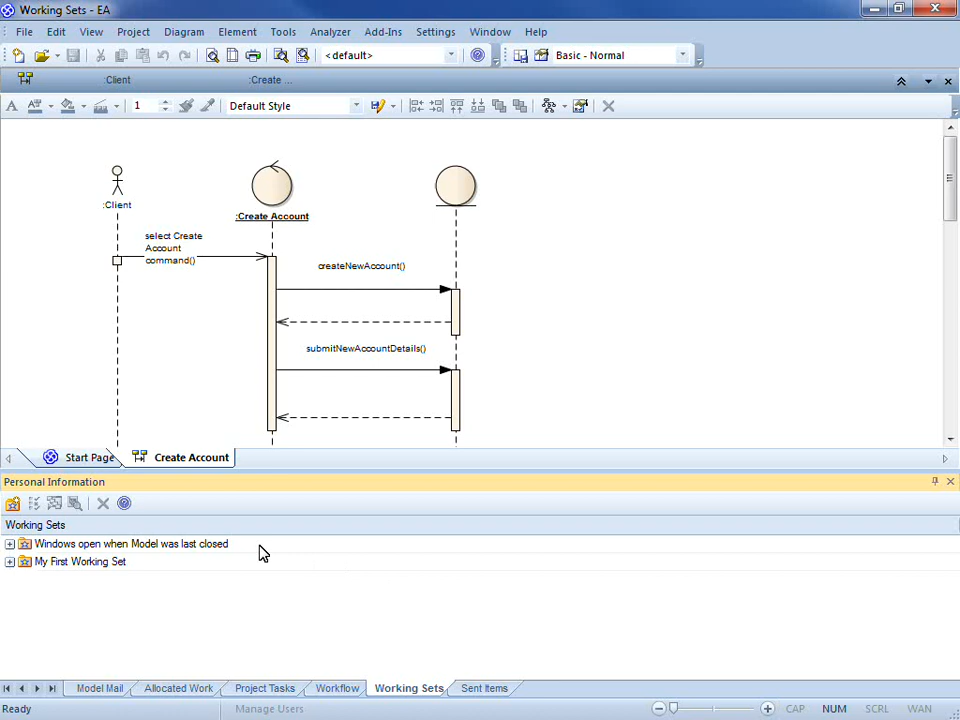 Working Sets - EA
File Edit View Project Diagram Element Tools Analyzer Add-Ins Settings Window Help
<default> Basic - Normal
:Client :Create ...
1 Default Style
:Client
:Create Account
select Create
Account
command()
createNewAccount()
submitNewAccountDetails()
Start Page Create Account
Personal Information
Working Sets
Windows open when Model was last closed
My First Working Set
Model Mail Allocated Work Project Tasks Workflow Working Sets Sent Items
Ready Manage Users CAP NUM SCRL WAN